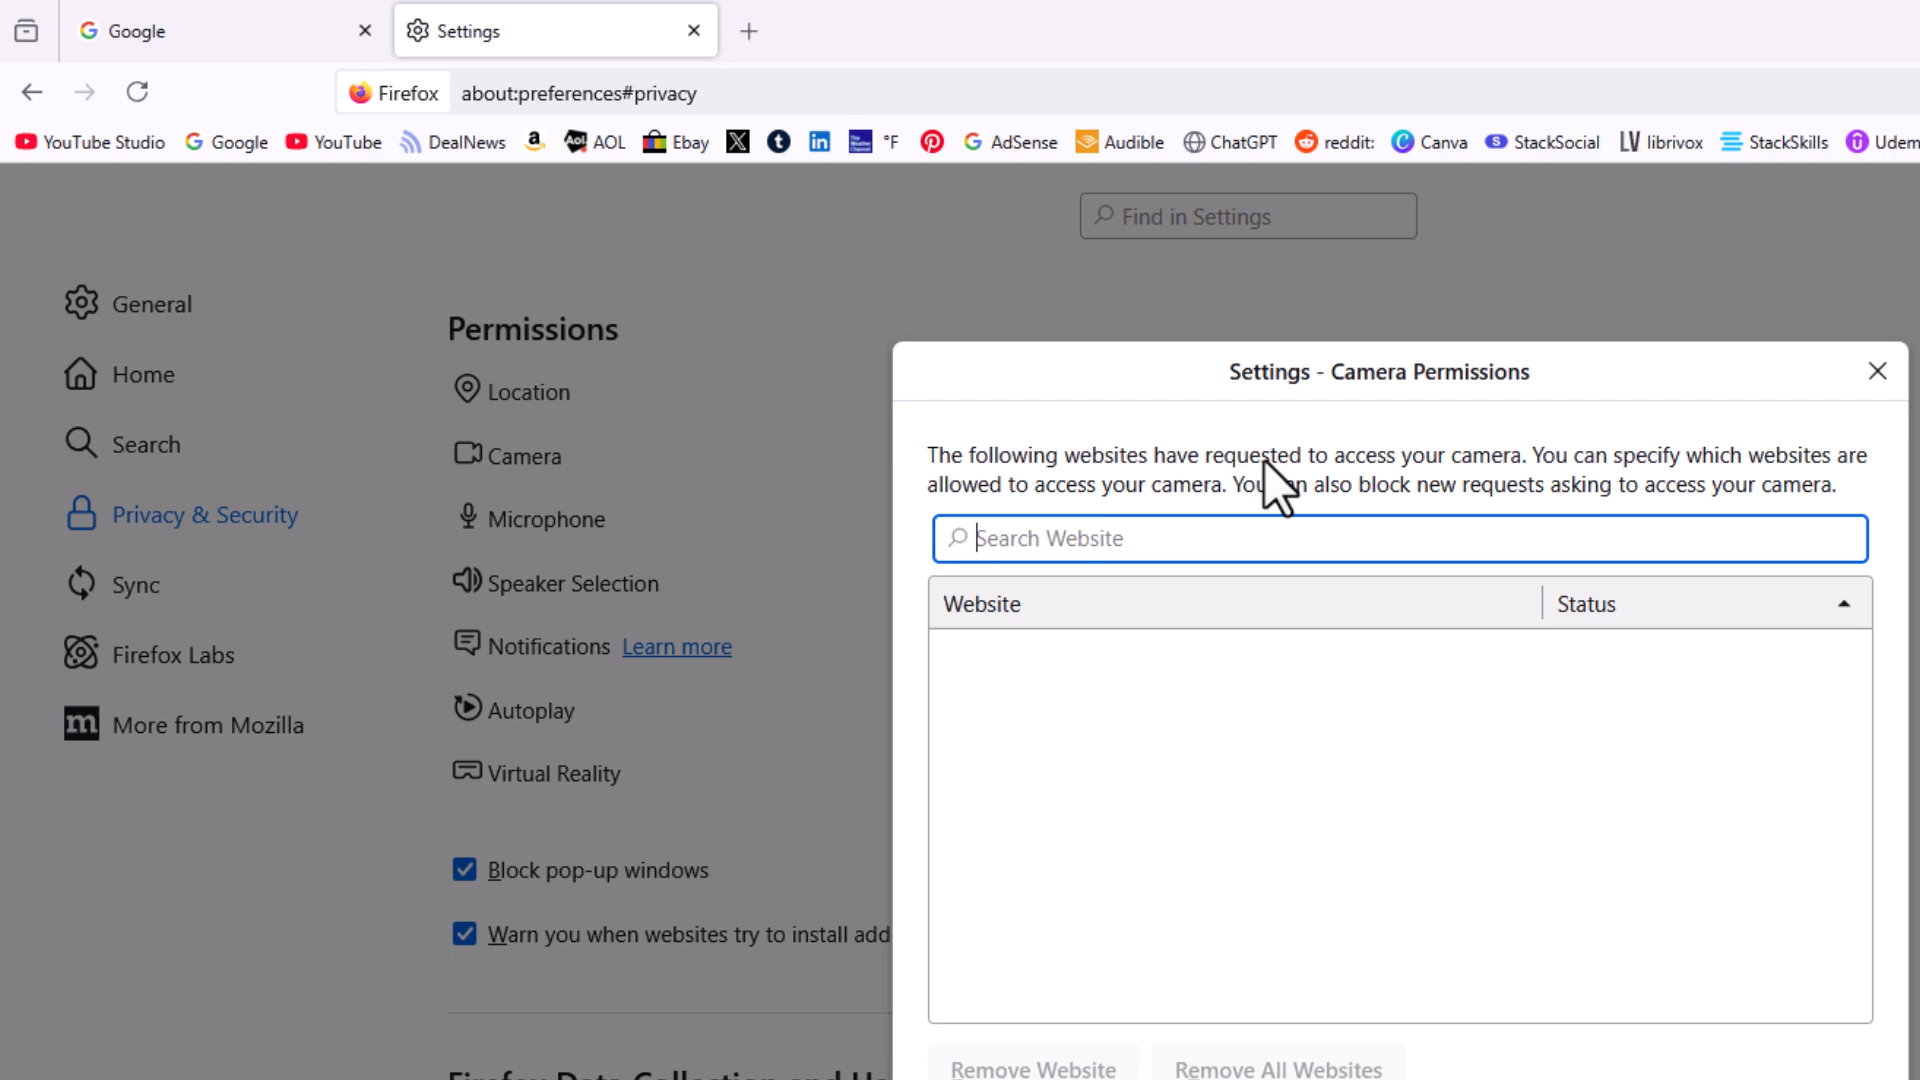 Google
Settings
Firefox about:preferences#privacy
YouTube Studio Google YouTube DealNews a Aol. AOL Ebay X t in °F AdSense Audible ChatGPT reddit: Canva S StackSocial LV librivox StackSkills Udem
Find in Settings
General
Home
Search
Privacy & Security
Sync
Firefox Labs
m More from Mozilla
Permissions
Location
Camera
Microphone
Speaker Selection
Notifications Learn more
Autoplay
Virtual Reality
Block pop-up windows
Warn you when websites try to install add
Settings - Camera Permissions
The following websites have requested to access your camera. You can specify which websites are
allowed to access your camera. You also block new requests asking to access your camera.
Search Website
Website Status
Remove Website Remove All Websites